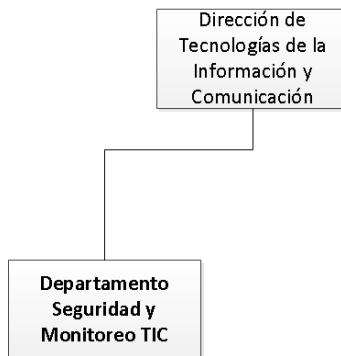 Dirección de
Tecnologías de la
Información y
Comunicación
Departamento
Seguridad y
Monitoreo TIC